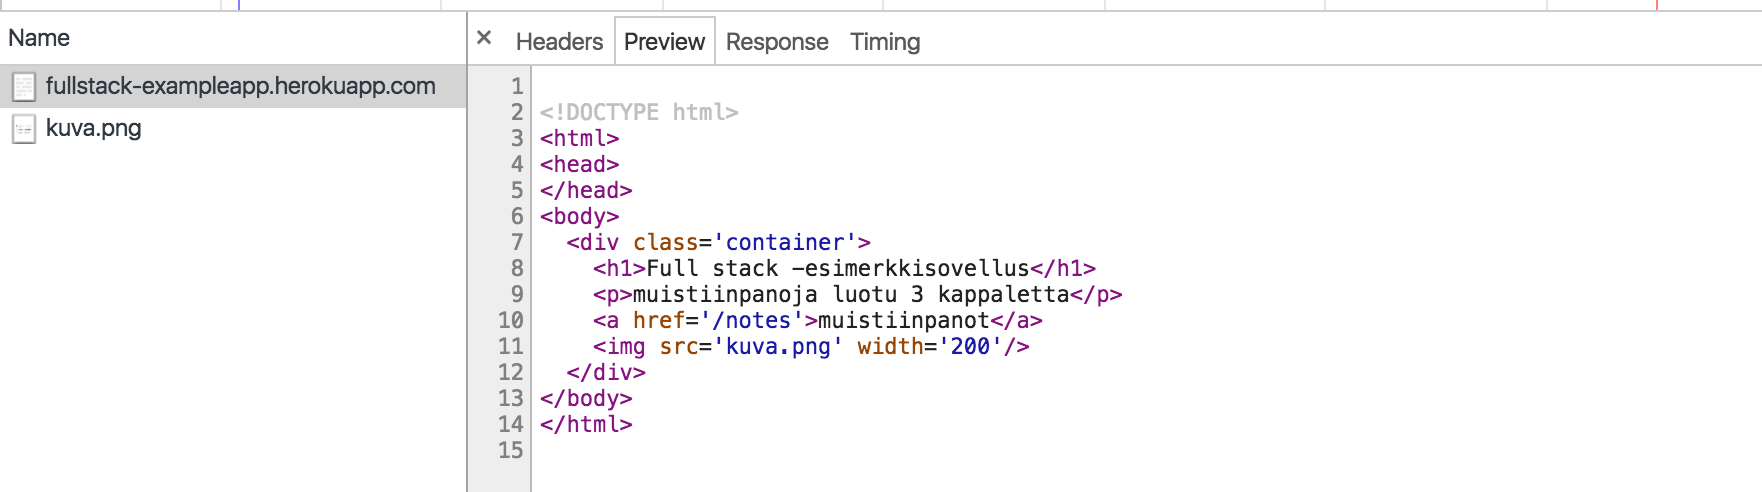 Name
fullstack-exampleapp.herokuapp.com
kuva.png
× Headers Preview Response Timing
1
2 <!DOCTYPE html>
3 <html>
4 <head>
5 </head>
6 <body>
7 <div class='container'>
8 <h1>Full stack -esimerkkisovellus</h1>
9 <p>muistiinpanoja luotu 3 kappaletta</p>
10 <a href='/notes'>muistiinpanot</a>
11 <img src='kuva.png' width='200'/>
12 </div>
13 </body>
14 </html>
15